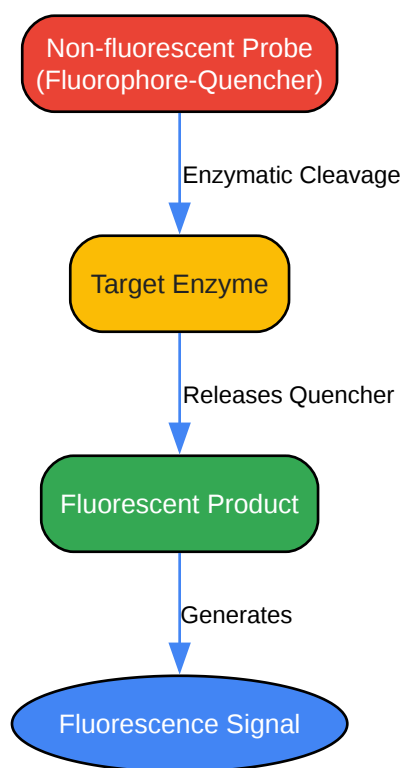 Non-fluorescent Probe
(Fluorophore-Quencher)
Enzymatic Cleavage
Target Enzyme
Releases Quencher
Fluorescent Product
Generates
Fluorescence Signal